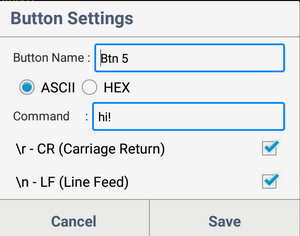 Button Settings
Button Name : Btn 5
ASCII HEX
Command : hi!
\r - CR (Carriage Return)
\n - LF (Line Feed)
Cancel Save